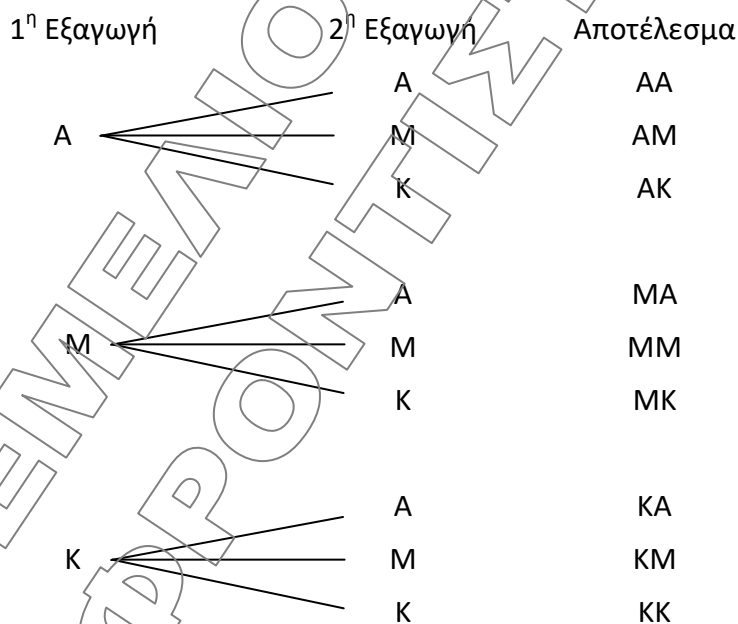 1η Εξαγωγή 2η Εξαγωγή Αποτέλεσμα
Α ΑΑ
Α Μ ΑΜ
Κ ΑΚ
Α ΜΑ
Μ Μ ΜΜ
Κ ΜΚ
Α ΚΑ
Κ Μ ΚΜ
Κ ΚΚ